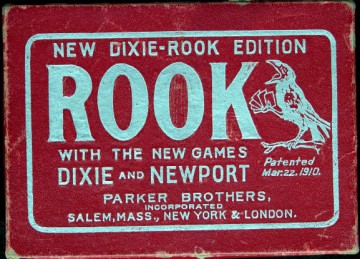 NEW DIXIE-ROOK EDITION
ROOK
WITH THE NEW GAMES
DIXIE AND NEWPORT
Patented
Mar. 22, 1910.
PARKER BROTHERS,
INCORPORATED
SALEM, MASS., NEW YORK & LONDON.